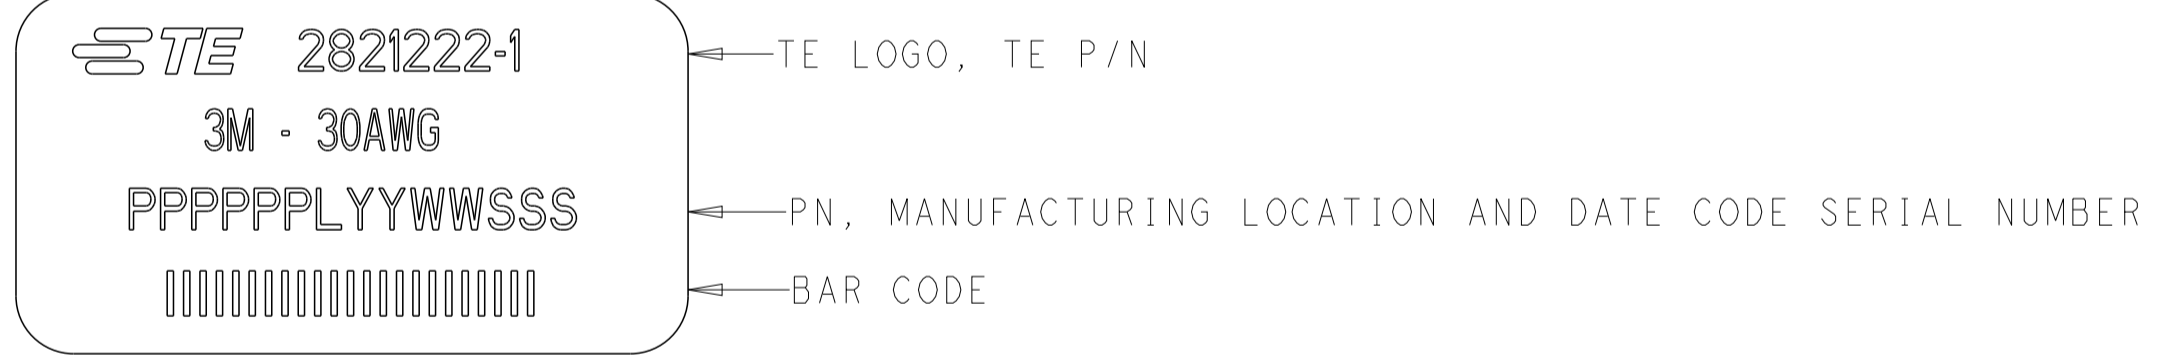 TE 2821222-1 TE LOGO, TE P/N
3M - 30AWG
PPPPPPLYYWWSSS PN, MANUFACTURING LOCATION AND DATE CODE SERIAL NUMBER
BAR CODE